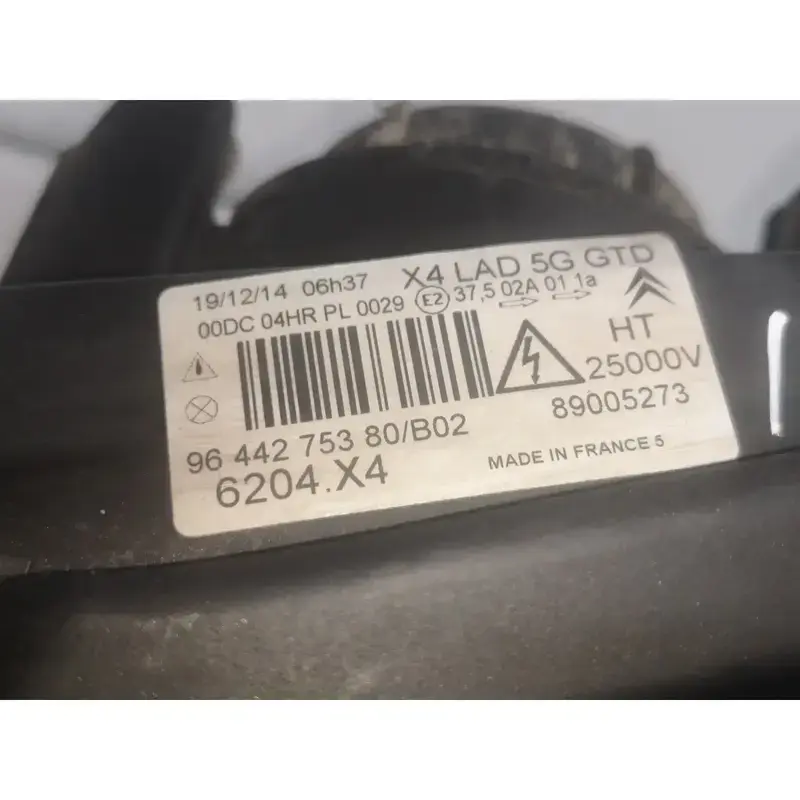 19/12/14 06h37 X4 LAD 5G GTD
00DC 04HR PL 0029 E2 37,5 02A 01 1a
HT
25000V
89005273
96 442 753 80/B02
6204.X4
MADE IN FRANCE 5